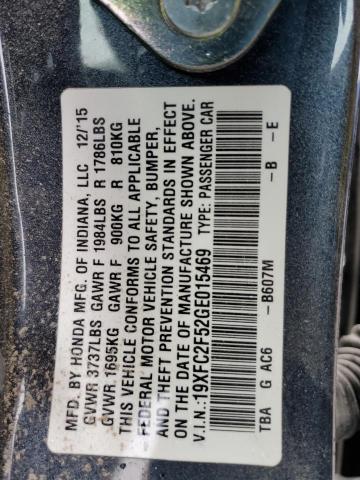 MFG. BY HONDA MFG. OF INDIANA, LLC 12/'15
GVWR 3737LBS GAWR F 1984LBS R 1786LBS
GVWR 1695KG GAWR F 900KG R 810KG
THIS VEHICLE CONFORMS TO ALL APPLICABLE
FEDERAL MOTOR VEHICLE SAFETY, BUMPER,
AND THEFT PREVENTION STANDARDS IN EFFECT
ON THE DATE OF MANUFACTURE SHOWN ABOVE.
V.I.N.:19XFC2F52GE015469 TYPE: PASSENGER CAR
TBA G AC6 -B607M -B -E